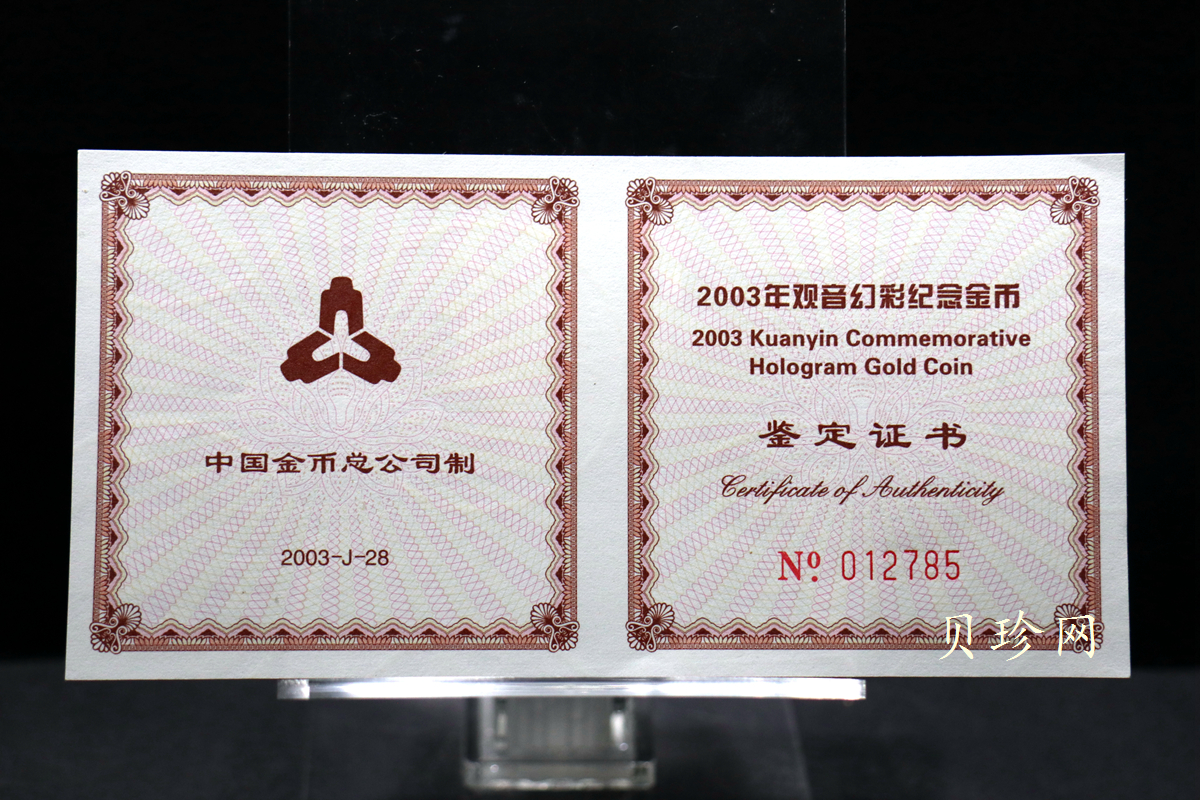 中国金币总公司制
2003-J-28
2003年观音幻彩纪念金币
2003 Kuanyin Commemorative
Hologram Gold Coin
鉴定证书
Certificate of Authenticity
Nº 012785
贝珍网